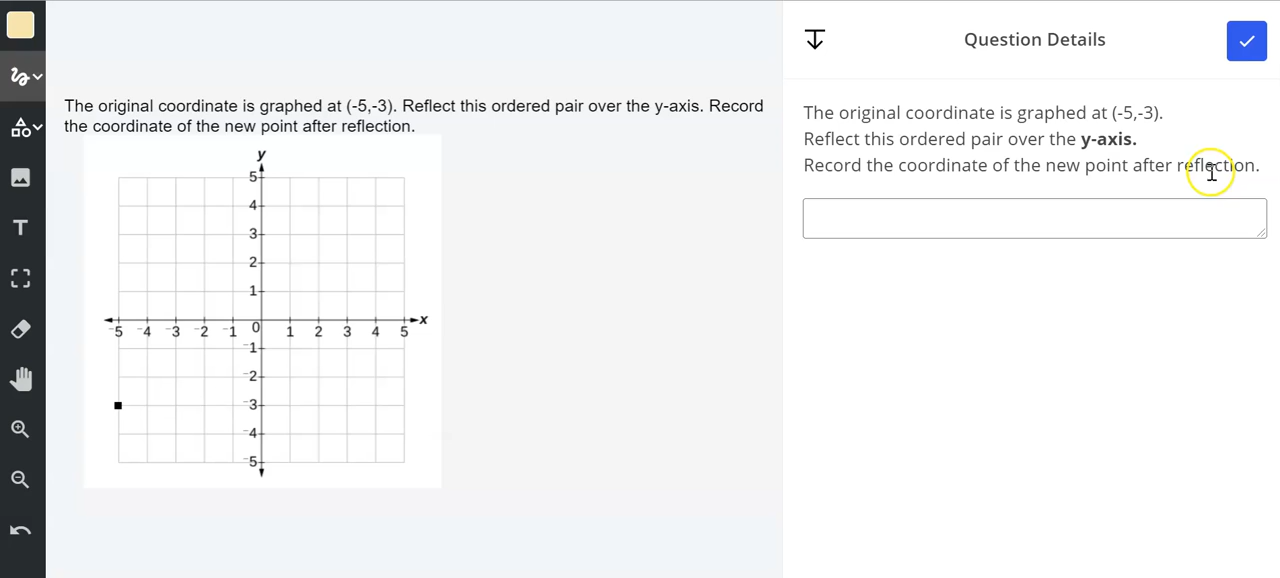 Question Details
The original coordinate is graphed at (-5,-3). Reflect this ordered pair over the y-axis. Record
the coordinate of the new point after reflection.
The original coordinate is graphed at (-5,-3).
Reflect this ordered pair over the y-axis.
Record the coordinate of the new point after reflection.
y
5
4
3
2
1
-5 -4 -3 -2 -1 0 1 2 3 4 5 x
-1
-2
-3
-4
-5
T